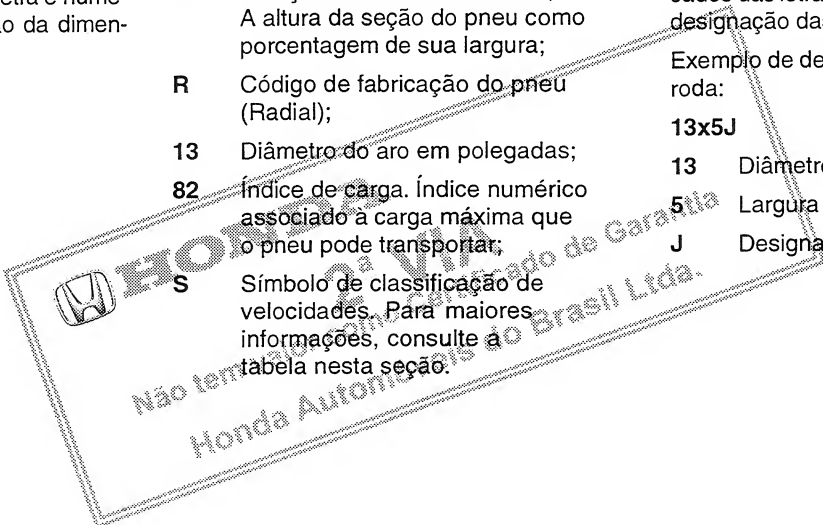 A altura da seção do pneu como
porcentagem de sua largura;
R Código de fabricação do pneu
(Radial);
13 Diâmetro do aro em polegadas;
82 Índice de carga. Índice numérico
associado à carga máxima que
o pneu pode transportar;
S Símbolo de classificação de
velocidades. Para maiores
informações, consulte a
tabela nesta seção.
designação das
Exemplo de de
roda:
13x5J
13 Diâmetro
5 Largura
J Designa
HONDA
2ª VIA
Não tem valor como Certificado de Garantia
Honda Automóveis do Brasil Ltda.
o da dimen-